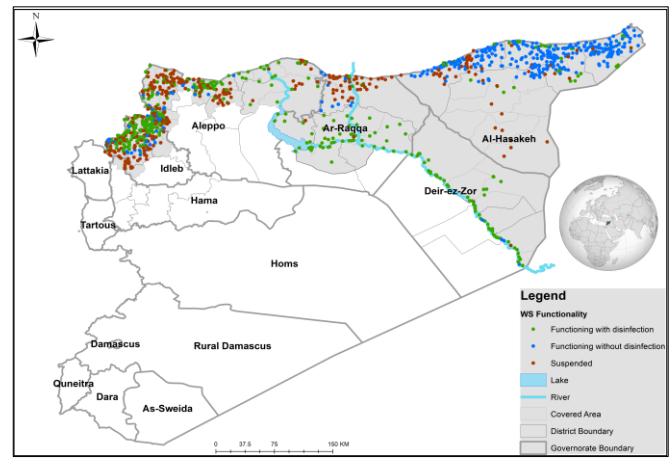 N
Aleppo
Ar-Raqqa
Al-Hasakeh
Lattakia
Idleb
Deir-ez-Zor
Hama
Tartous
Homs
Legend
WS Functionality
Functioning with disinfection
Functioning without disinfection
Suspended
Lake
River
Covered Area
District Boundary
Governorate Boundary
Damascus
Rural Damascus
Quneitra
Dara
As-Sweida
0 37.5 75 150 KM